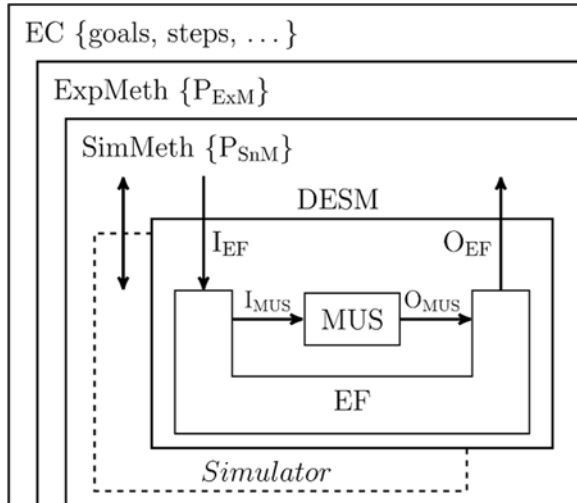 EC {goals, steps, ...}
ExpMeth {P_ExM}
SimMeth {P_SnM}
DESM
I_EF
O_EF
I_MUS
MUS
O_MUS
EF
Simulator